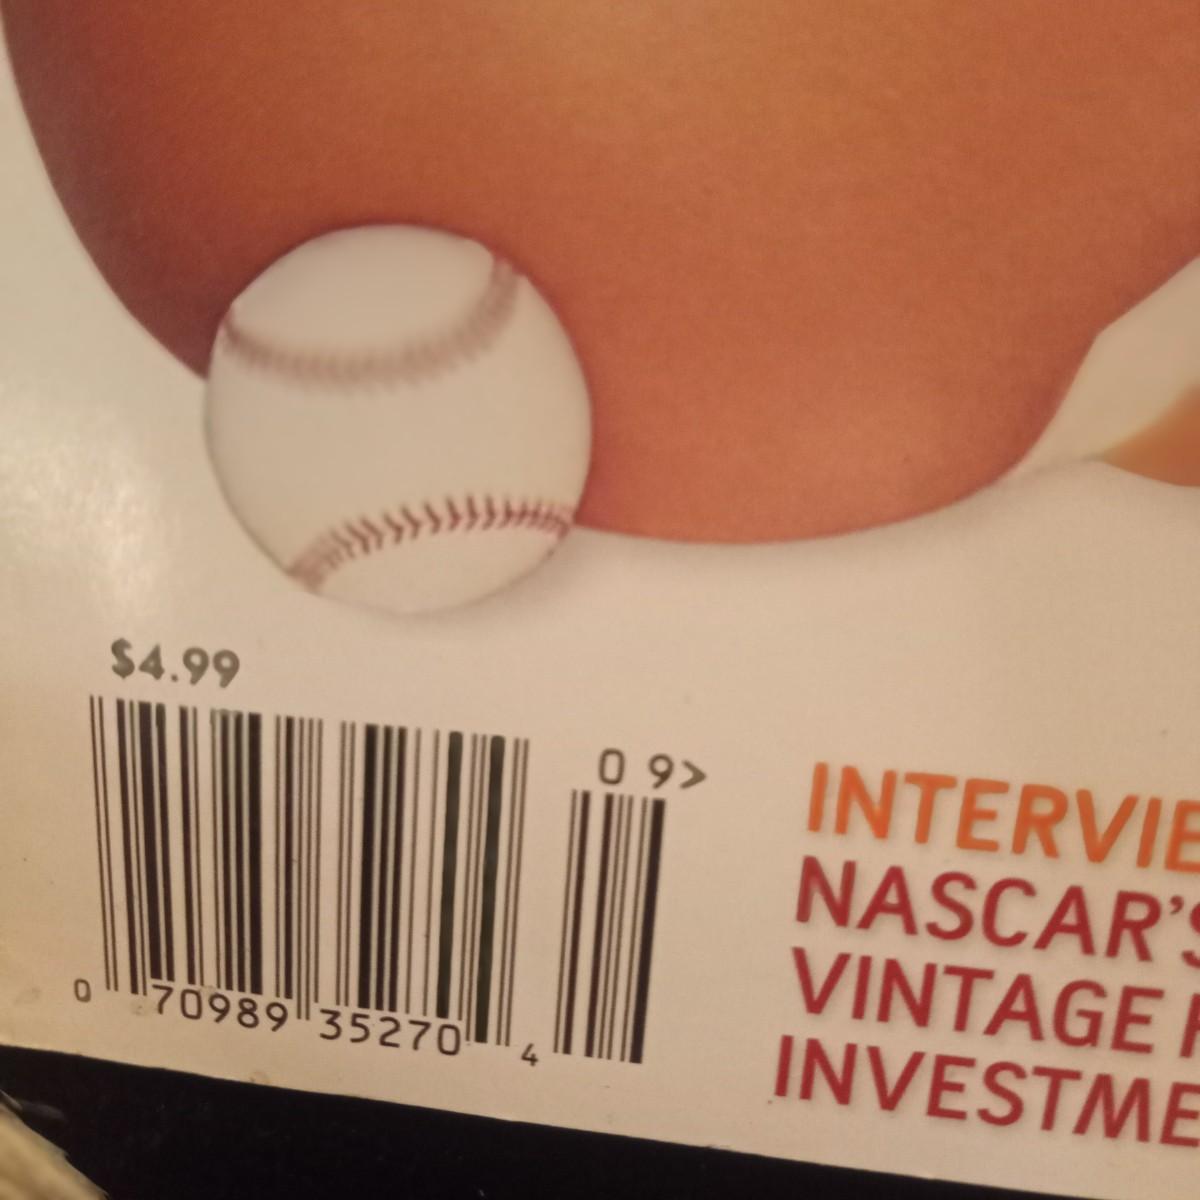 $4.99
0 9>
0 70989 35270 4
INTERVIE
NASCAR'S
VINTAGE
INVESTME